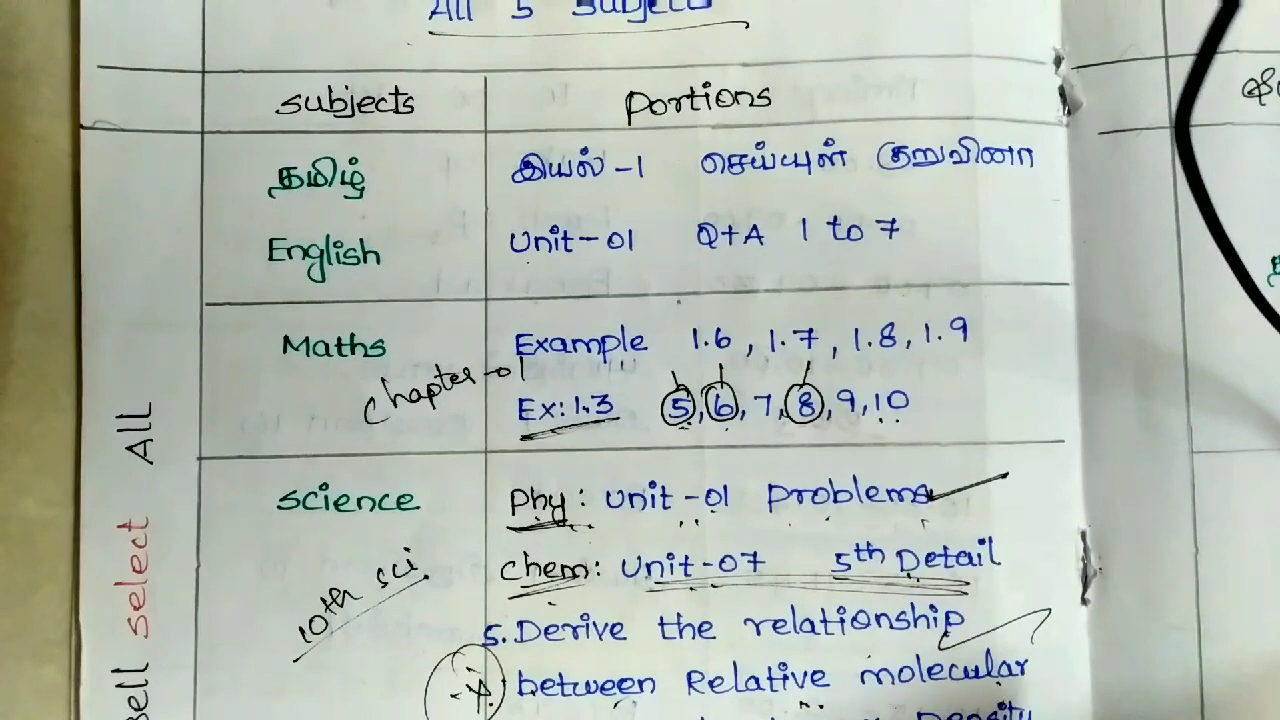 All 5 Subjects
subjects Portions
தமிழ் இயல்-1 செய்யுள் குறுவினா
English Unit-01 Q+A 1 to 7
Maths Example 1.6, 1.7, 1.8, 1.9
chapter-01 Ex: 1.3 5, 6, 7, 8, 9, 10
science Phy: Unit-01 problems
10th sci. Chem: Unit-07 5th Detail
5. Derive the relationship
between Relative molecular
Density
select All